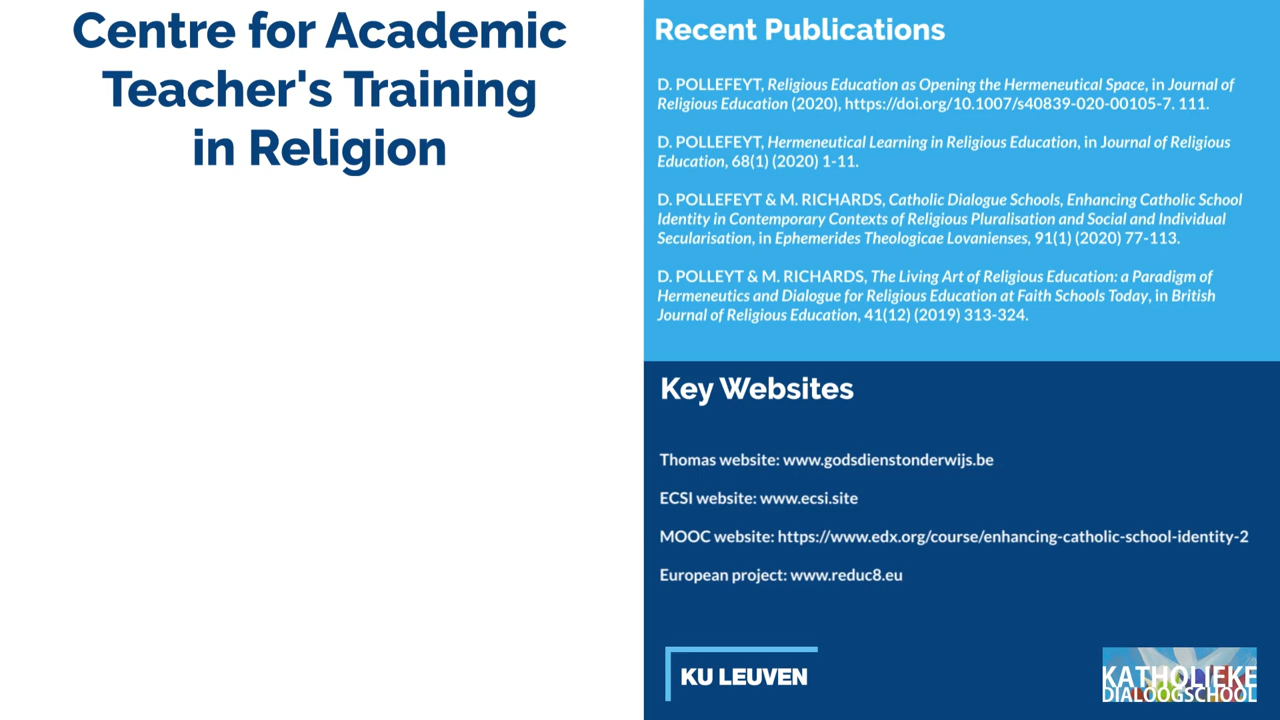 Centre for Academic
Teacher's Training
in Religion
Recent Publications
D. POLLEFEYT, Religious Education as Opening the Hermeneutical Space, in Journal of
Religious Education (2020), https://doi.org/10.1007/s40839-020-00105-7. 111.
D. POLLEFEYT, Hermeneutical Learning in Religious Education, in Journal of Religious
Education, 68(1) (2020) 1-11.
D. POLLEFEYT & M. RICHARDS, Catholic Dialogue Schools, Enhancing Catholic School
Identity in Contemporary Contexts of Religious Pluralisation and Social and Individual
Secularisation, in Ephemerides Theologicae Lovanienses, 91(1) (2020) 77-113.
D. POLLEYT & M. RICHARDS, The Living Art of Religious Education: a Paradigm of
Hermeneutics and Dialogue for Religious Education at Faith Schools Today, in British
Journal of Religious Education, 41(12) (2019) 313-324.
Key Websites
Thomas website: www.godsdienstonderwijs.be
ECSI website: www.ecsi.site
MOOC website: https://www.edx.org/course/enhancing-catholic-school-identity-2
European project: www.reduc8.eu
KU LEUVEN
KATHOLIEKE
DIALOOGSCHOOL